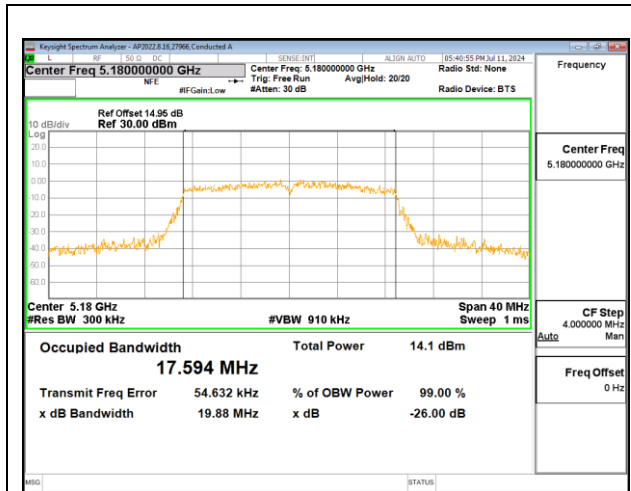 Keysight Spectrum Analyzer - AP2022.8.16,27966,Conducted A
L RF 50 Ω DC SENSE:INT ALIGN AUTO 05:40:55 PM Jul 11, 2024
Center Freq 5.180000000 GHz
NFE
#IFGain:Low
Center Freq: 5.180000000 GHz
Trig: Free Run Avg|Hold: 20/20
#Atten: 30 dB
Radio Std: None
Radio Device: BTS
Frequency
Ref Offset 14.95 dB
10 dB/div Ref 30.00 dBm
Log
20.0
10.0
0.00
-10.0
-20.0
-30.0
-40.0
-50.0
-60.0
Center 5.18 GHz Span 40 MHz
#Res BW 300 kHz #VBW 910 kHz Sweep 1 ms
Occupied Bandwidth Total Power 14.1 dBm
17.594 MHz
Transmit Freq Error 54.632 kHz % of OBW Power 99.00 %
x dB Bandwidth 19.88 MHz x dB -26.00 dB
Center Freq
5.180000000 GHz
CF Step
4.000000 MHz
Auto Man
Freq Offset
0 Hz
MSG STATUS